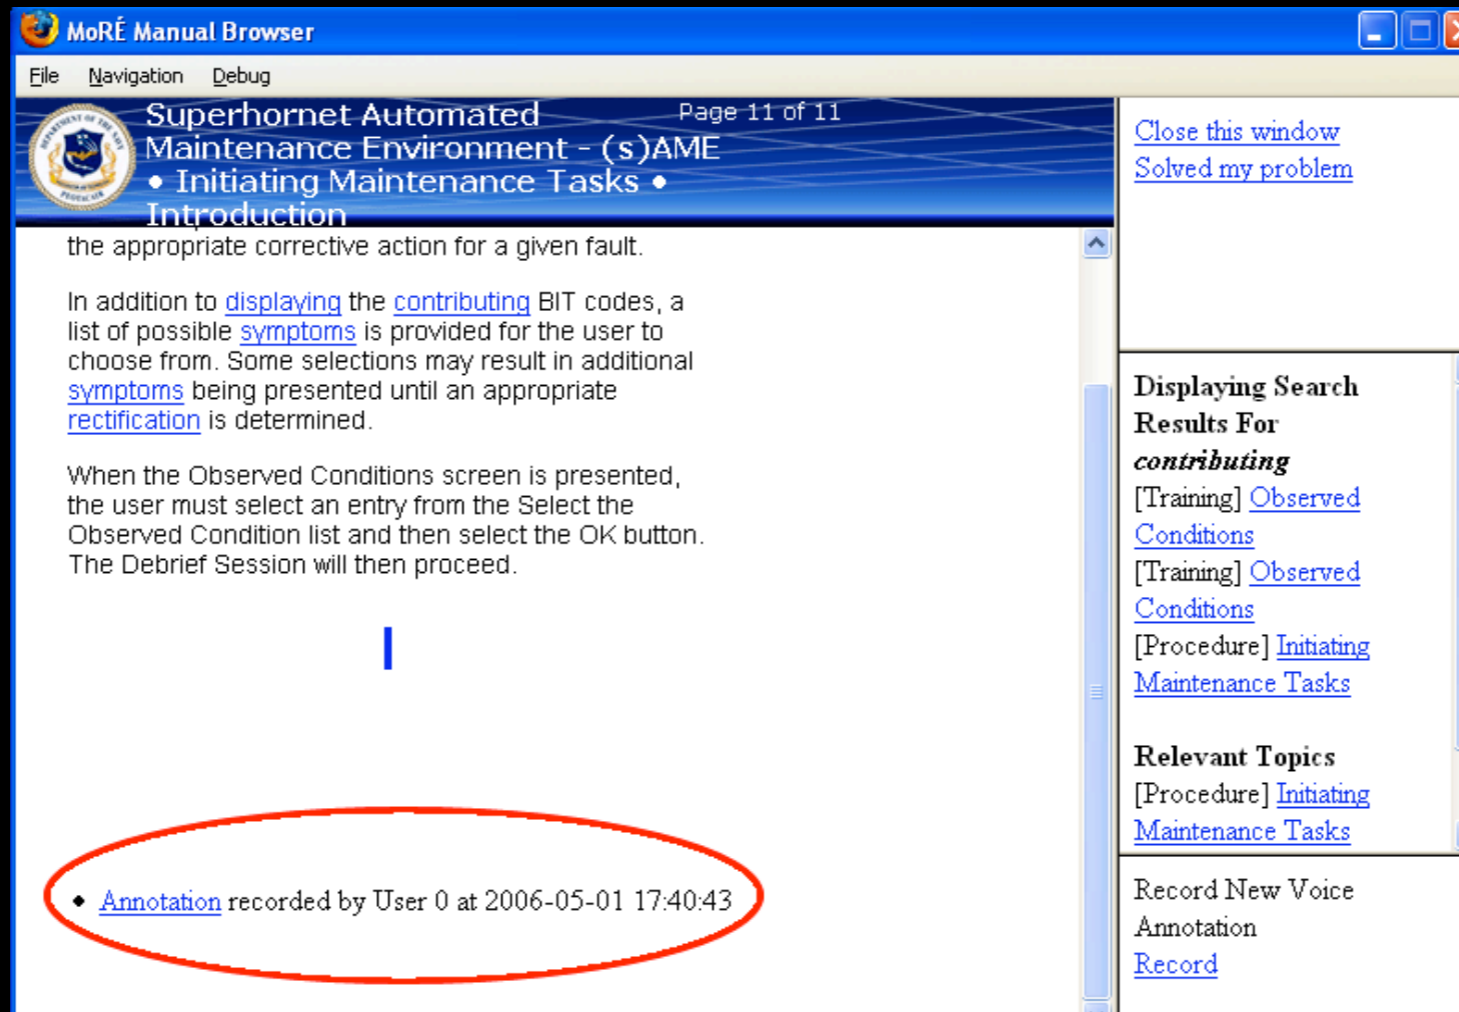 MoRÉ Manual Browser
File Navigation Debug
Superhornet Automated
Maintenance Environment - (s)AME
• Initiating Maintenance Tasks •
Introduction
Page 11 of 11
the appropriate corrective action for a given fault.
In addition to displaying the contributing BIT codes, a
list of possible symptoms is provided for the user to
choose from. Some selections may result in additional
symptoms being presented until an appropriate
rectification is determined.
When the Observed Conditions screen is presented,
the user must select an entry from the Select the
Observed Condition list and then select the OK button.
The Debrief Session will then proceed.
• Annotation recorded by User 0 at 2006-05-01 17:40:43
Close this window
Solved my problem
Displaying Search
Results For
contributing
[Training] Observed
Conditions
[Training] Observed
Conditions
[Procedure] Initiating
Maintenance Tasks
Relevant Topics
[Procedure] Initiating
Maintenance Tasks
Record New Voice
Annotation
Record